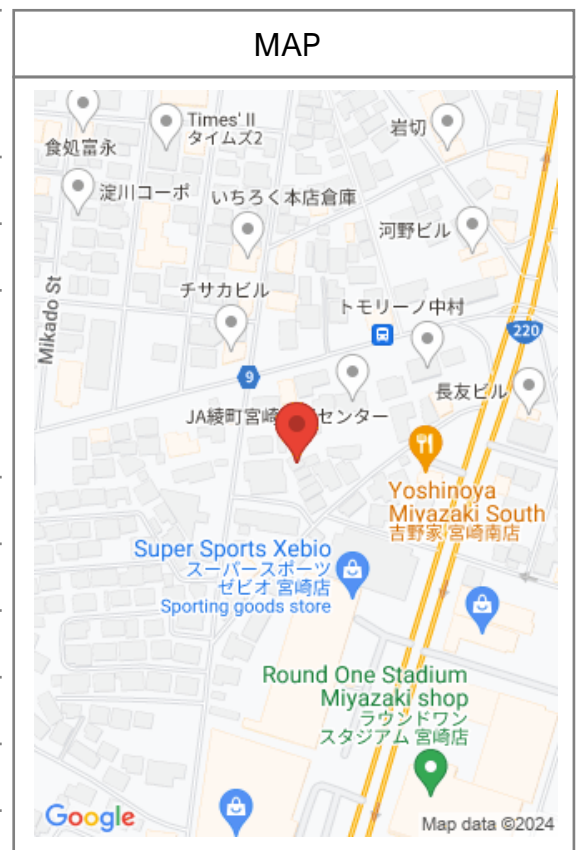 MAP
Times' II
タイムズ2
食処富永
岩切
淀川コーポ
いちろく本店倉庫
河野ビル
Mikado St
チサカビル
トモリーノ中村
220
9
長友ビル
JA綾町宮崎 センター
Yoshinoya
Miyazaki South
吉野家 宮崎南店
Super Sports Xebio
スーパースポーツ
ゼビオ 宮崎店
Sporting goods store
Round One Stadium
Miyazaki shop
ラウンドワン
スタジアム 宮崎店
Google
Map data ©2024